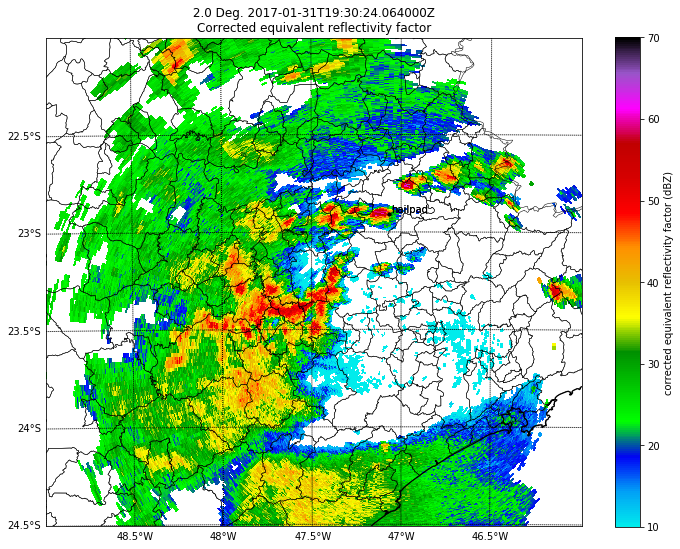 2.0 Deg. 2017-01-31T19:30:24.064000Z
Corrected equivalent reflectivity factor
70
60
50
40
30
20
10
corrected equivalent reflectivity factor (dBZ)
22.5°S
23°S
23.5°S
24°S
24.5°S
hailpad
48.5°W
48°W
47.5°W
47°W
46.5°W